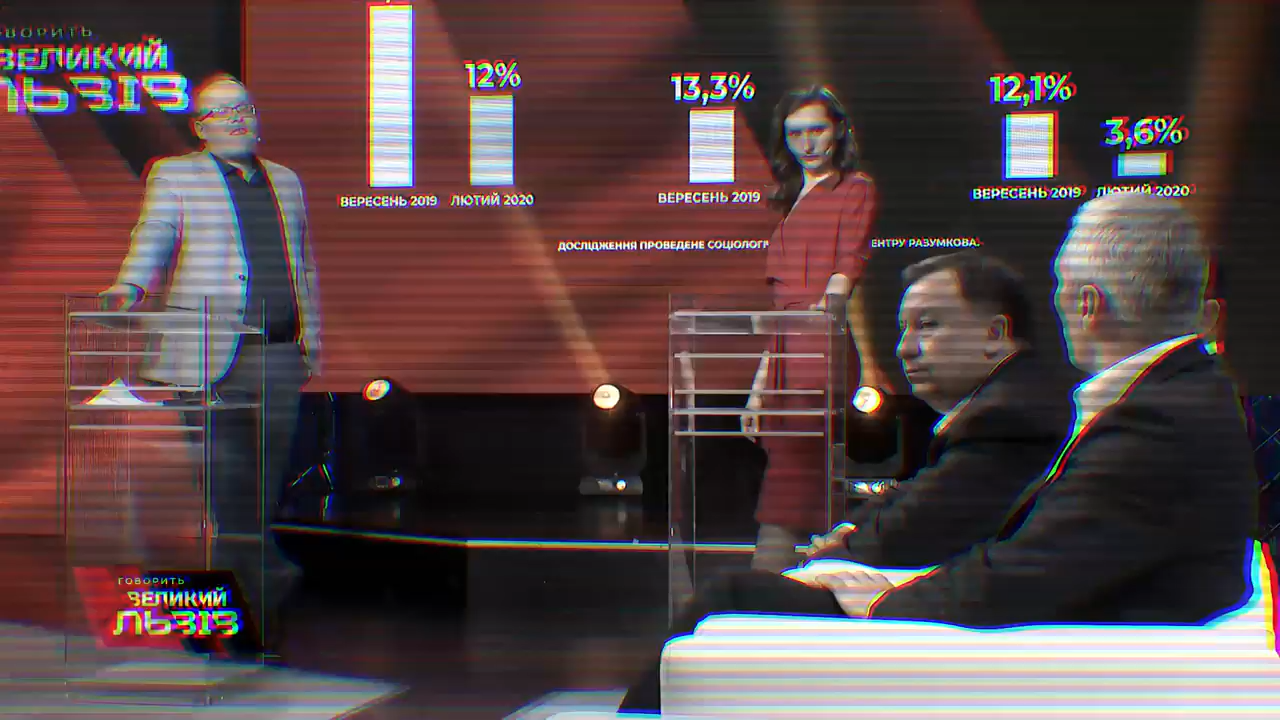 ГОВОРИТЬ
ВЕЛИКИЙ
ЛЬВІВ
12%
13,3%
12,1%
3,6%
ВЕРЕСЕНЬ 2019
ЛЮТИЙ 2020
ВЕРЕСЕНЬ 2019
ВЕРЕСЕНЬ 2019
ЛЮТИЙ 2020
ДОСЛІДЖЕННЯ ПРОВЕДЕНЕ
ЕНТРУ РАЗУМКОВА.
ГОВОРИТЬ
ВЕЛИКИЙ
ЛЬВІВ